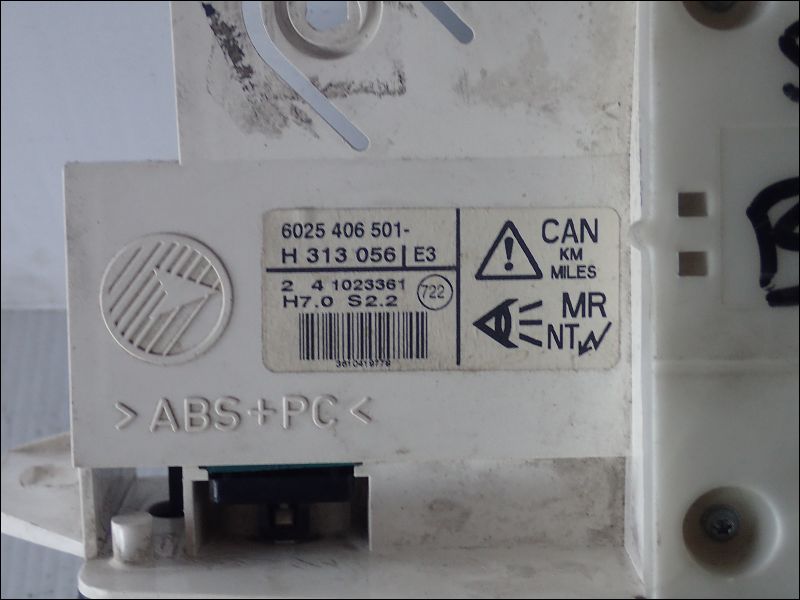 6025 406 501-
H 313 056 E3
2 4 1023361
H7.0 S2.2 722
CAN
KM
MILES
MR
NT
>ABS+PC<